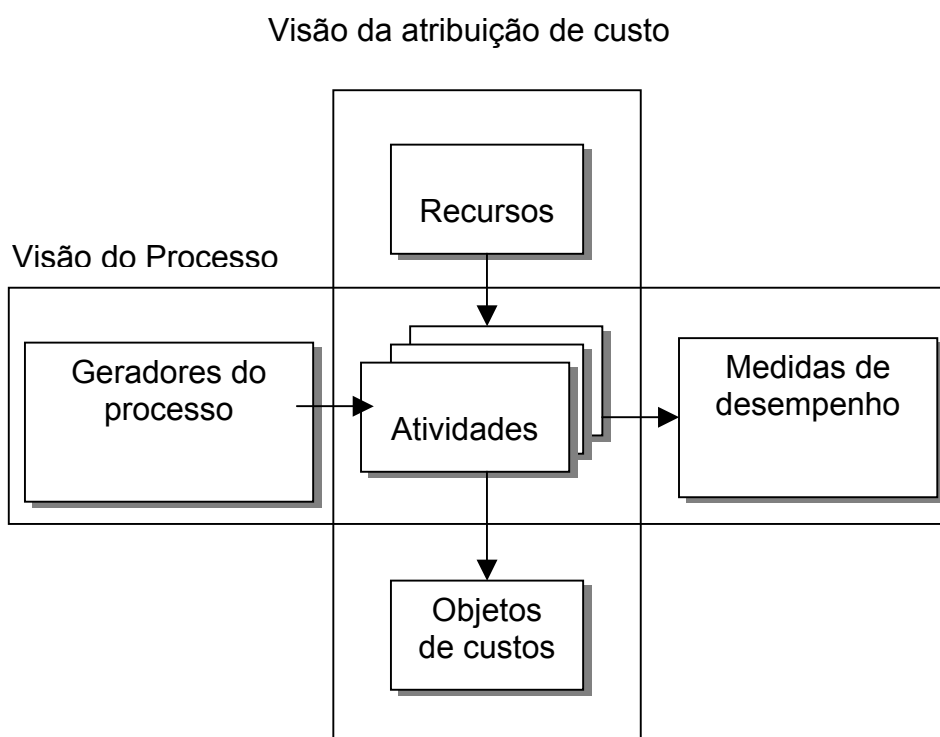 Visão da atribuição de custo
Recursos
Visão do Processo
Geradores do
processo
Atividades
Medidas de
desempenho
Objetos
de custos